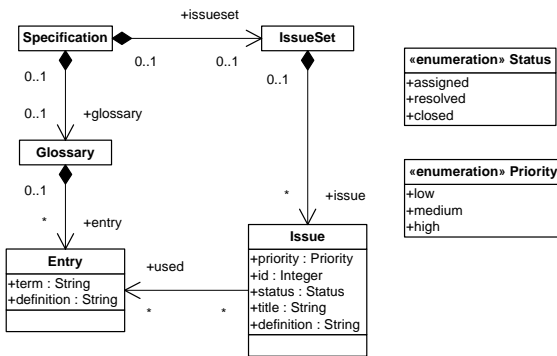 +issueset
Specification
IssueSet
0..1
0..1
0..1
0..1
«enumeration» Status
+assigned
+resolved
closed
0..1
+glossary
Glossary
0..1
«enumeration» Priority
+low
+medium
+high
*
+entry
*
+issue
Entry
+term : String
+definition : String
+used
*
*
Issue
+priority : Priority
+id : Integer
+status : Status
+title : String
+definition : String